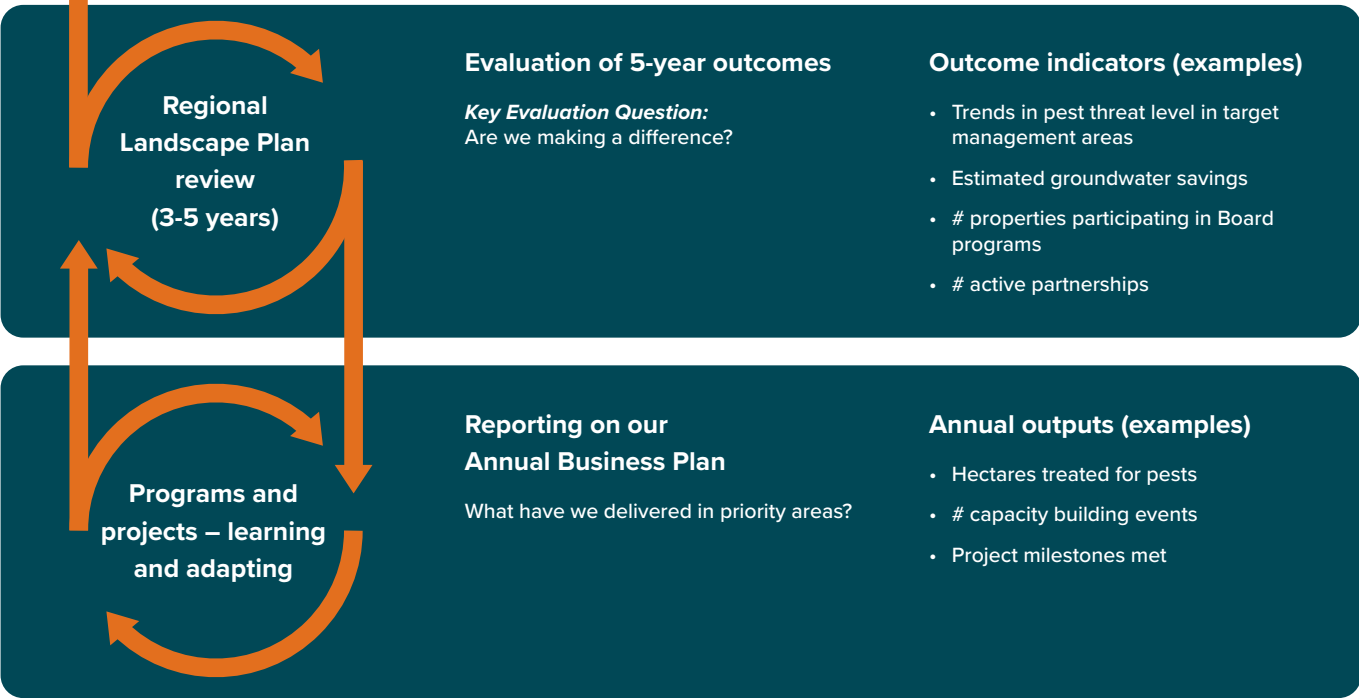 Regional
Landscape Plan
review
(3-5 years)
Evaluation of 5-year outcomes
Key Evaluation Question:
Are we making a difference?
Outcome indicators (examples)
• Trends in pest threat level in target
management areas
• Estimated groundwater savings
• # properties participating in Board
programs
• # active partnerships
Programs and
projects – learning
and adapting
Reporting on our
Annual Business Plan
What have we delivered in priority areas?
Annual outputs (examples)
• Hectares treated for pests
• # capacity building events
• Project milestones met